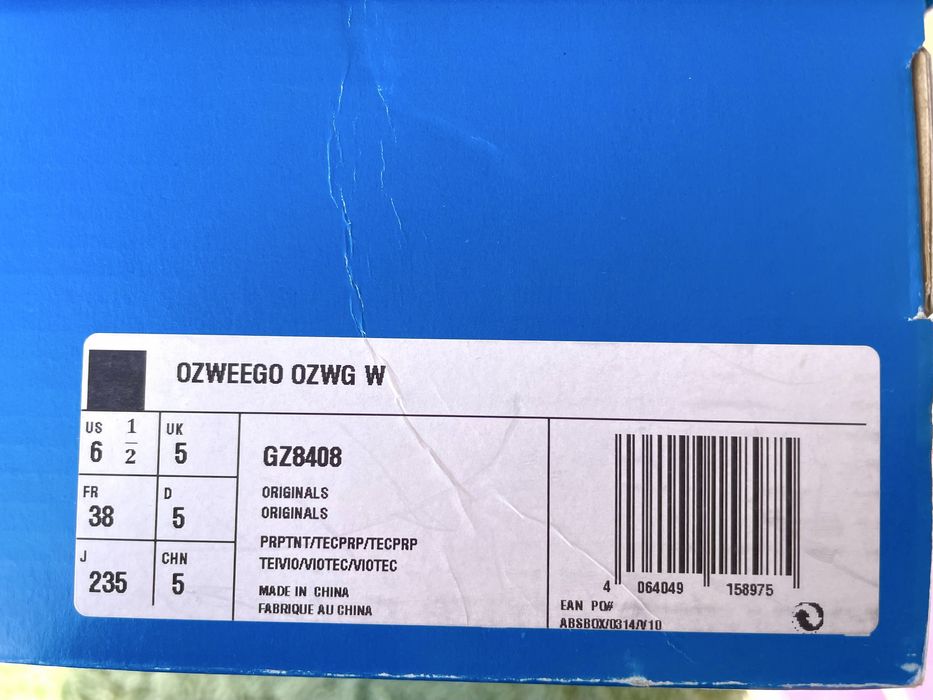 OZWEEGO OZWG W
US 6 1/2 UK 5
FR 38 D 5
J 235 CHN 5
GZ8408
ORIGINALS
ORIGINALS
PRPTNT/TECPRP/TECPRP
TEIVIO/VIOTEC/VIOTEC
MADE IN CHINA
FABRIQUE AU CHINA
4 064049 158975
EAN PO#
ABSBOX/0314/V10